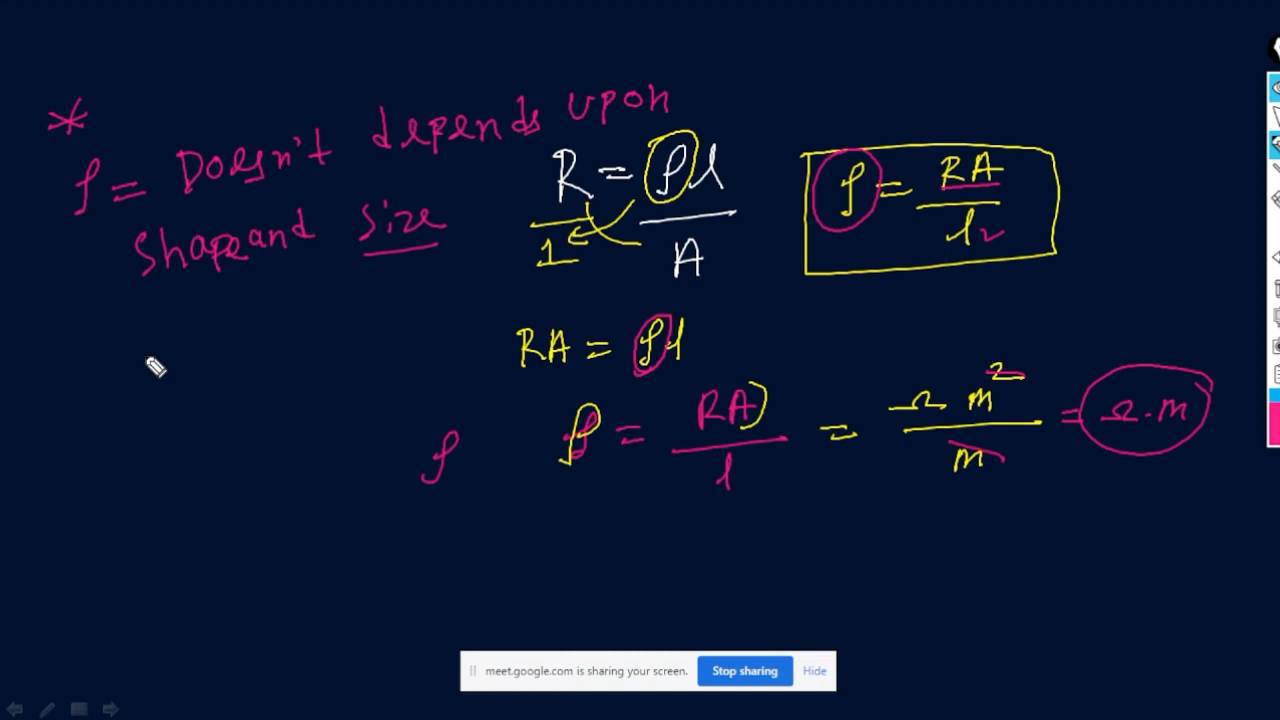 *
ρ = Doesn't depends upon
Shape and Size
R = ρl
1 A
ρ = RA
l
RA = ρl
ρ ρ = RA = Ω m² = Ω.m
l m
meet.google.com is sharing your screen. Stop sharing Hide